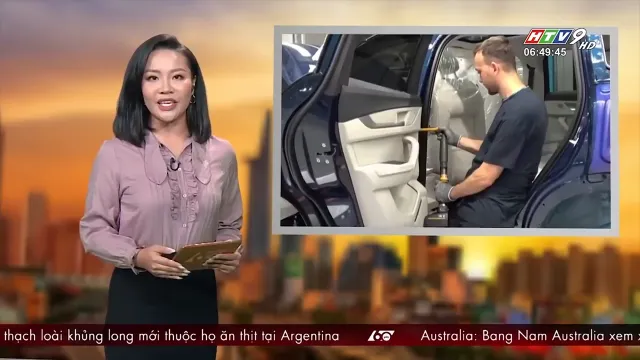 HTV9 HD
06:49:45
thạch loài khủng long mới thuộc họ ăn thịt tại Argentina 60 Australia: Bang Nam Australia xem